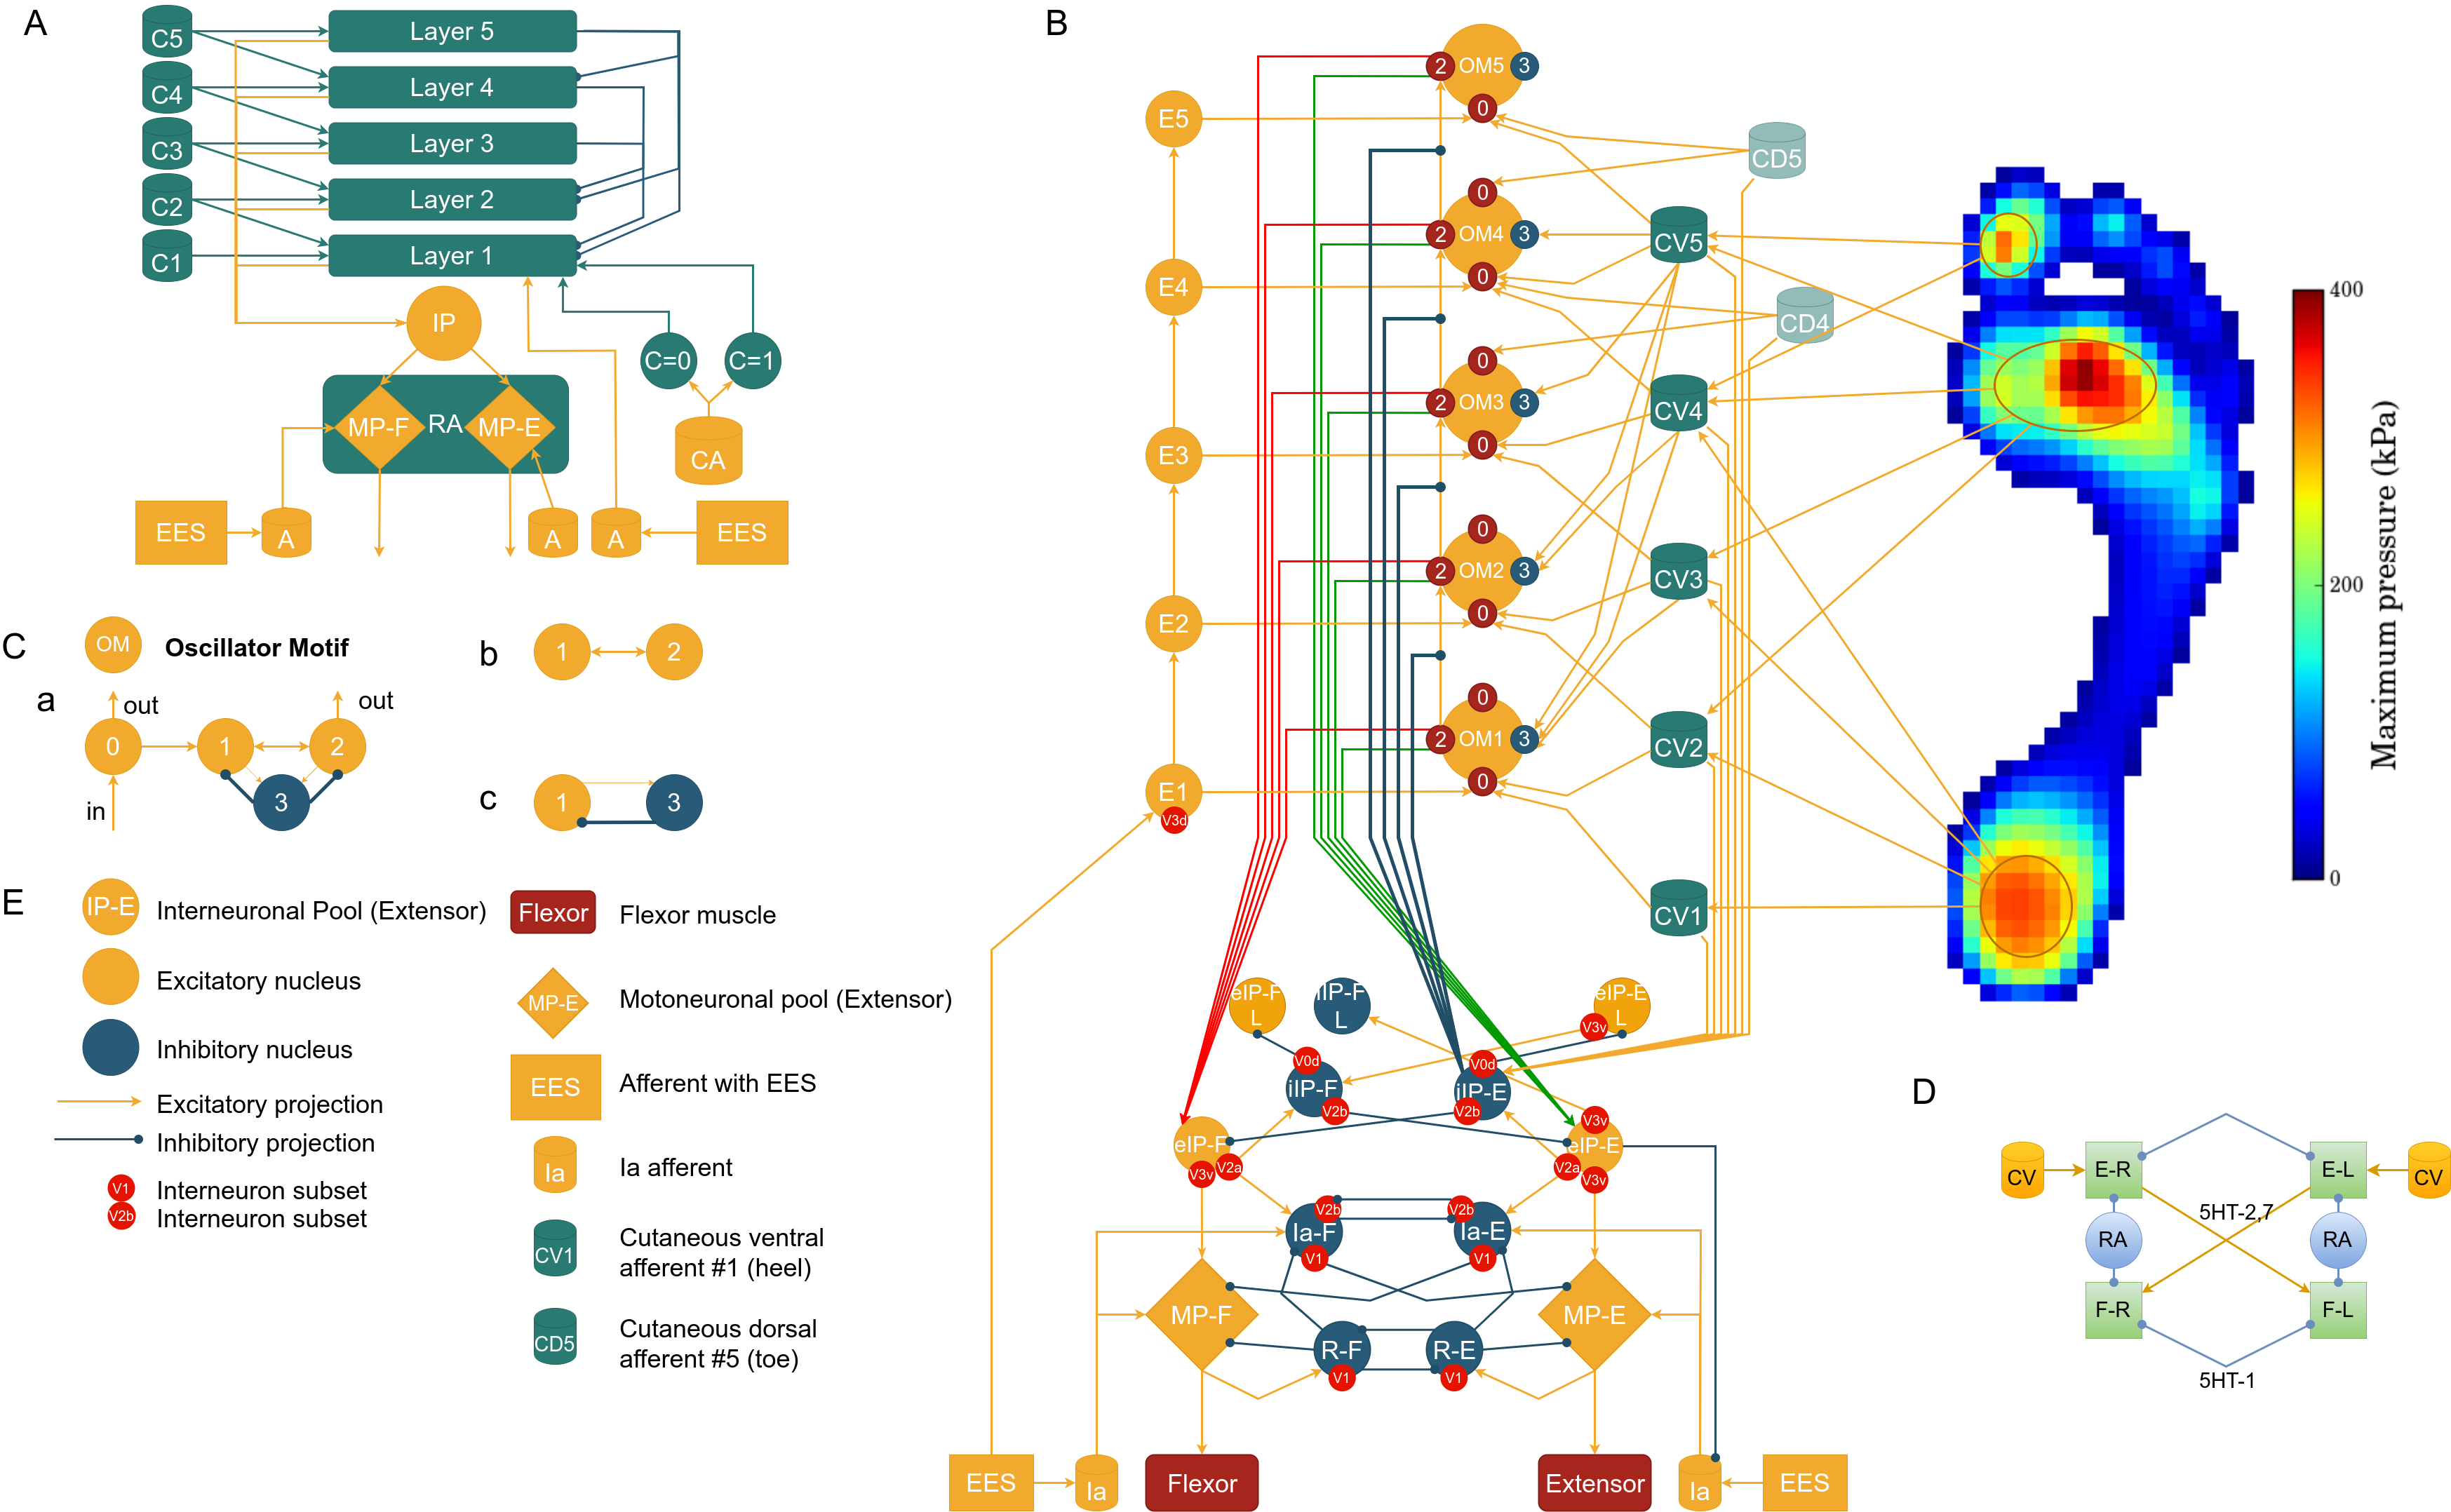 A
C5
Layer 5
C4
Layer 4
C3
Layer 3
C2
Layer 2
C1
Layer 1
IP
C=0
C=1
MP-F
RA
MP-E
CA
EES
A
A
A
EES
B
2
OM5
3
0
E5
CD5
0
2
OM4
3
0
CV5
E4
CD4
0
2
OM3
3
0
CV4
E3
0
2
OM2
3
0
CV3
E2
0
2
OM1
3
0
CV2
E1
V3d
CV1
400
200
0
Maximum pressure (kPa)
eIP-F
L
iIP-F
L
eIP-E
L
V3v
V0d
iIP-F
V2b
V0d
iIP-E
V2b
V3v
eIP-F
V3v
V2a
eIP-E
V2a
V3v
V2b
Ia-F
V1
V2b
Ia-E
V1
MP-F
MP-E
R-F
V1
R-E
V1
EES
Ia
Flexor
Extensor
Ia
EES
C
OM
Oscillator Motif
a
out
out
0
1
2
3
in
b
1
2
c
1
3
D
CV
E-R
E-L
CV
5HT-2,7
RA
RA
F-R
F-L
5HT-1
E
IP-E
Interneuronal Pool (Extensor)
Excitatory nucleus
Inhibitory nucleus
Excitatory projection
Inhibitory projection
V1
Interneuron subset
V2b
Interneuron subset
Flexor
Flexor muscle
MP-E
Motoneuronal pool (Extensor)
EES
Afferent with EES
Ia
Ia afferent
CV1
Cutaneous ventral
afferent #1 (heel)
CD5
Cutaneous dorsal
afferent #5 (toe)